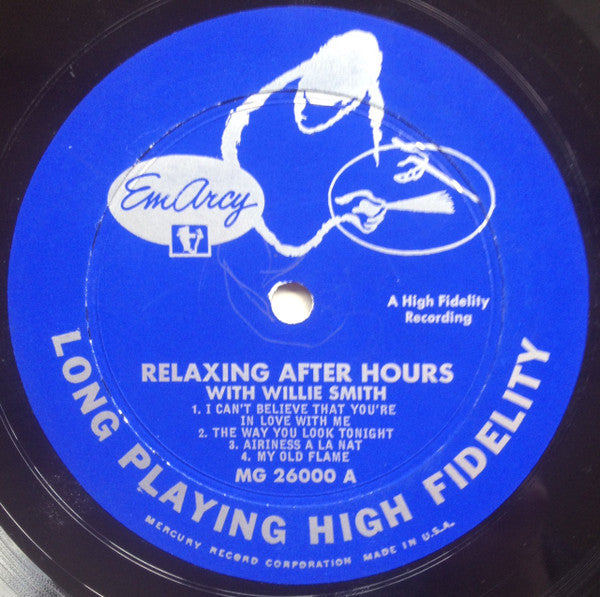 EmArcy
A High Fidelity
Recording
RELAXING AFTER HOURS
WITH WILLIE SMITH
1. I CAN'T BELIEVE THAT YOU'RE
IN LOVE WITH ME
2. THE WAY YOU LOOK TONIGHT
3. AIRINESS A LA NAT
4. MY OLD FLAME
MG 26000 A
LONG PLAYING HIGH FIDELITY
MERCURY RECORD CORPORATION MADE IN U.S.A.